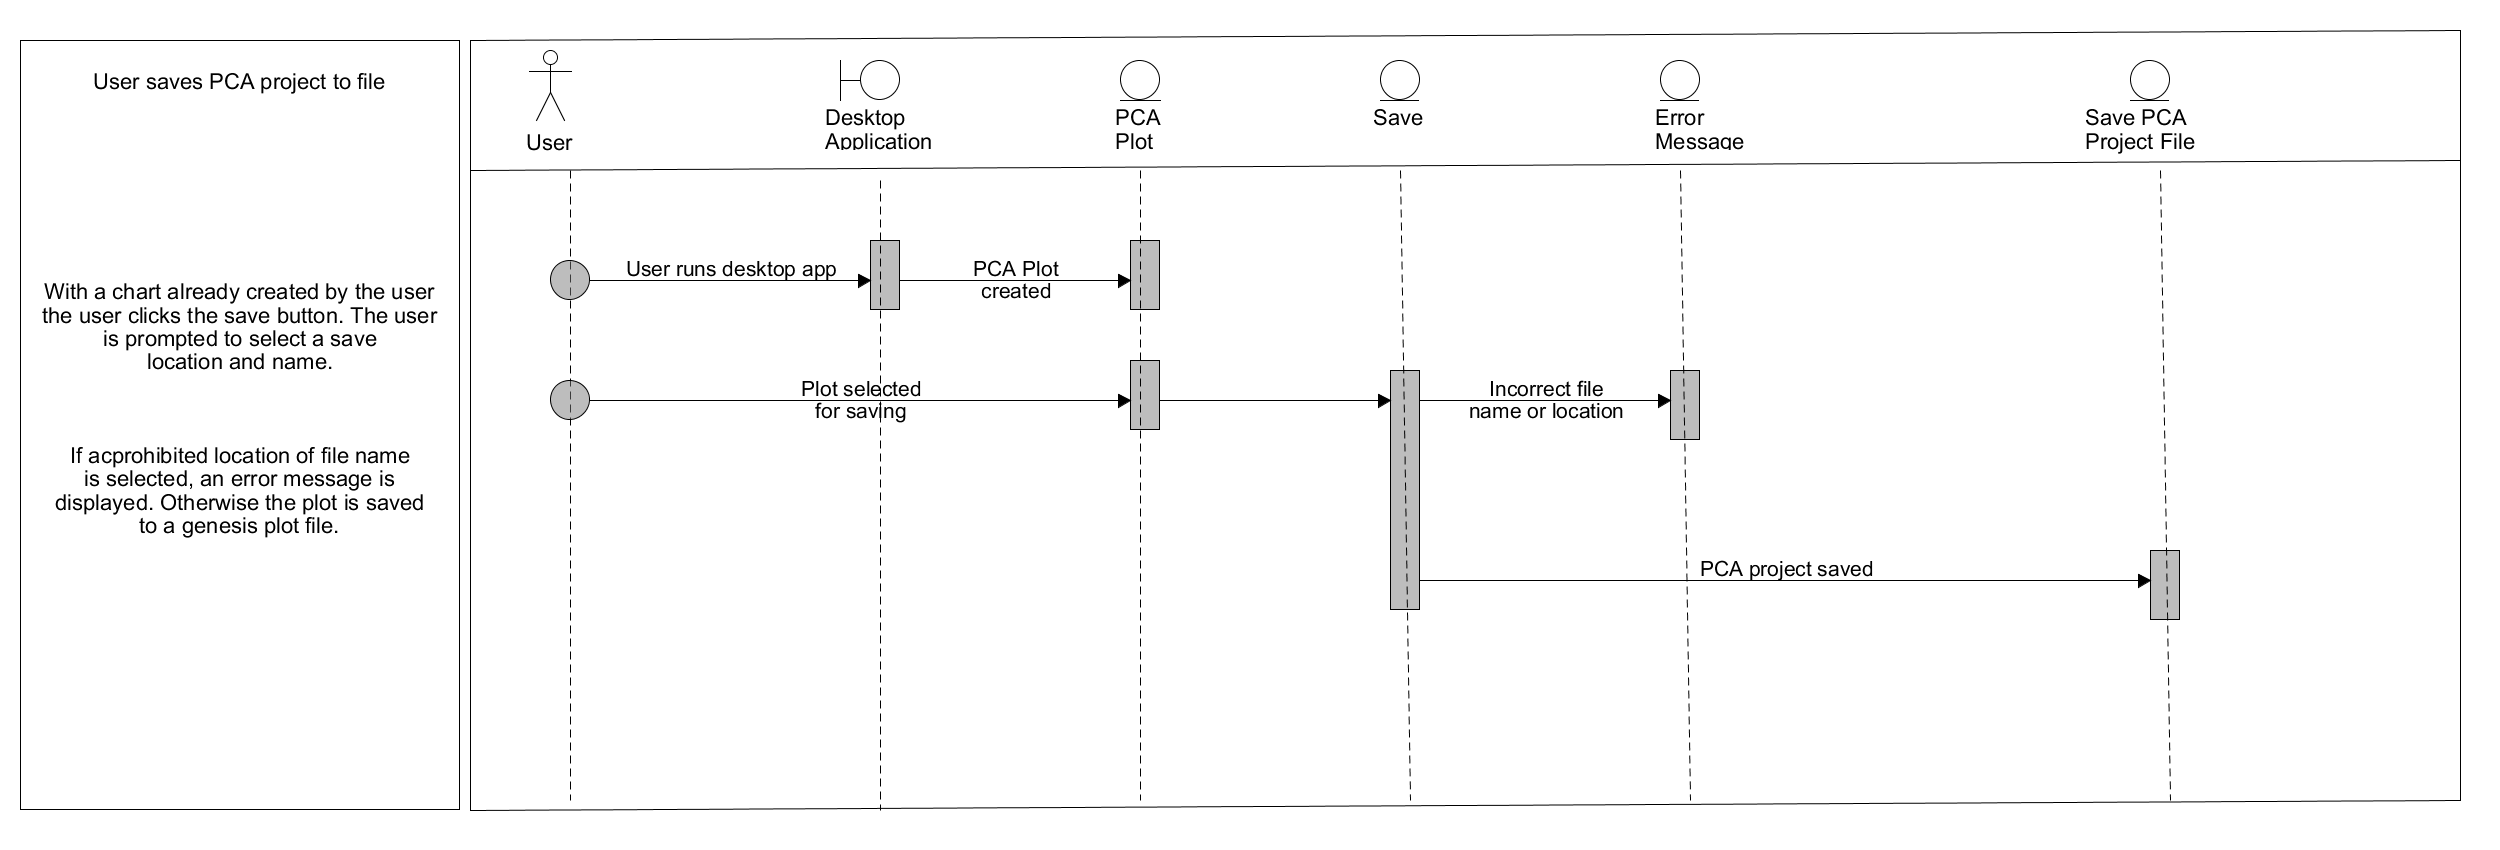 User saves PCA project to file
With a chart already created by the user
the user clicks the save button. The user
is prompted to select a save
location and name.
If acprohibited location of file name
is selected, an error message is
displayed. Otherwise the plot is saved
to a genesis plot file.
User
Desktop
Application
PCA
Plot
Save
Error
Message
Save PCA
Project File
User runs desktop app
PCA Plot
created
Plot selected
for saving
Incorrect file
name or location
PCA project saved